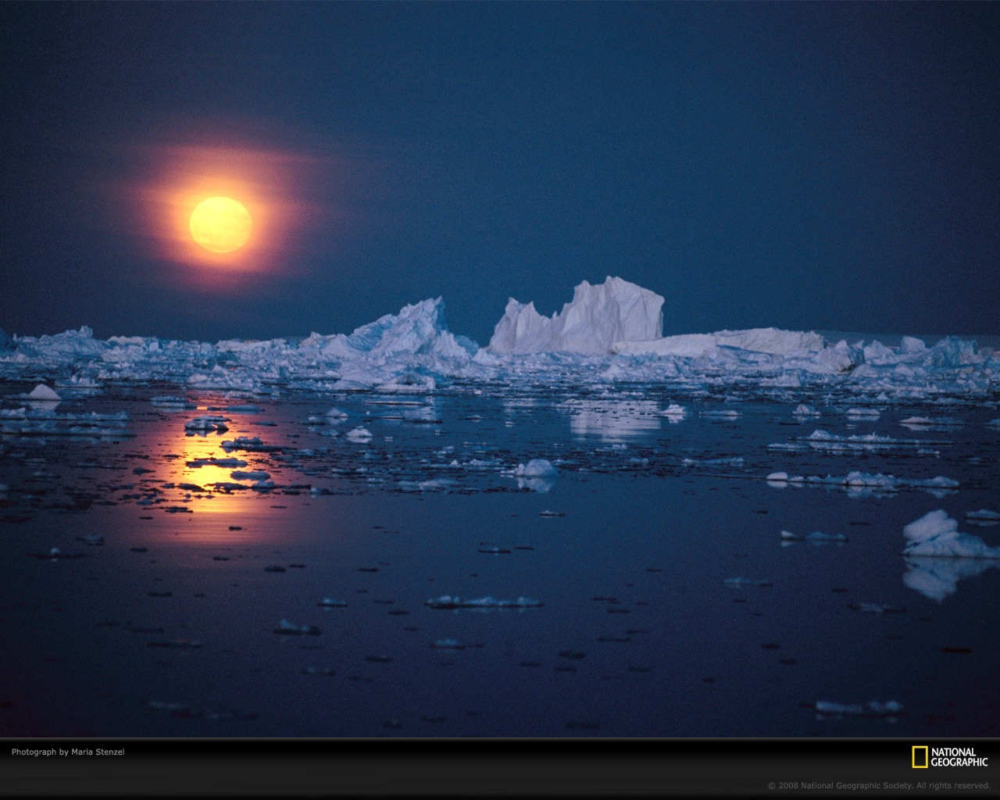 Photograph by Maria Stenzel
NATIONAL
GEOGRAPHIC
© 2008 National Geographic Society. All rights reserved.